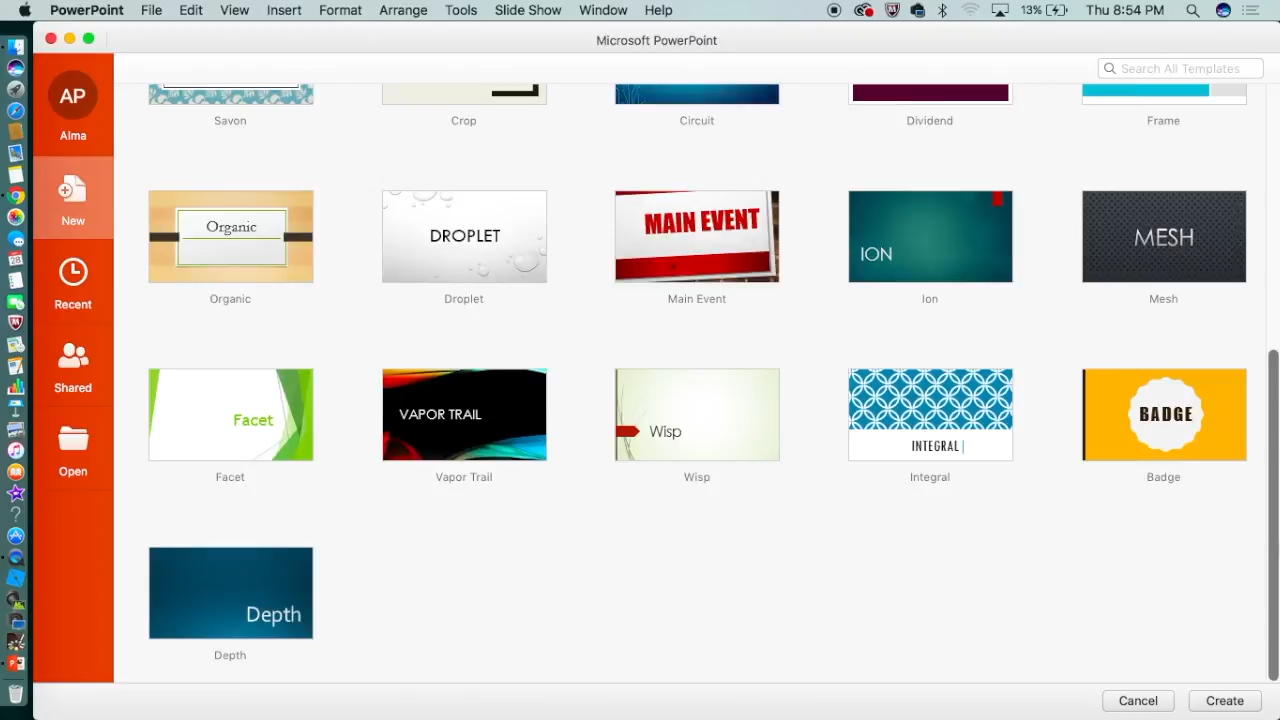 PowerPoint File Edit View Insert Format Arrange Tools Slide Show Window Help 13% Thu 8:54 PM
Microsoft PowerPoint
Search All Templates
AP
Alma
New
Recent
Shared
Open
Savon Crop Circuit Dividend Frame
Organic DROPLET MAIN EVENT ION MESH
Organic Droplet Main Event Ion Mesh
Facet VAPOR TRAIL Wisp INTEGRAL BADGE
Facet Vapor Trail Wisp Integral Badge
Depth
Depth
Cancel Create